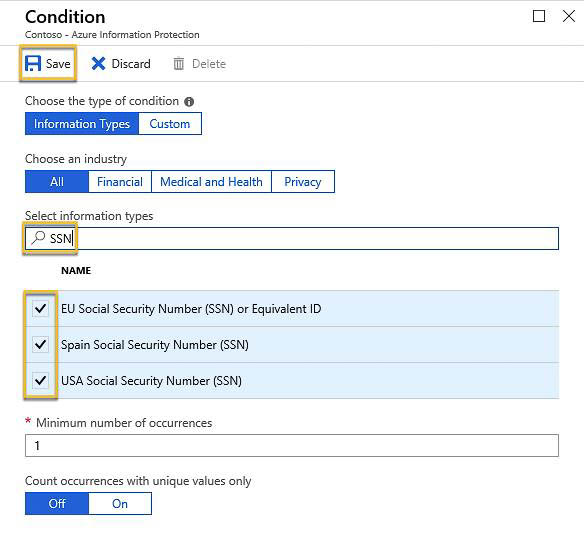 Condition
Contoso - Azure Information Protection
Save Discard Delete
Choose the type of condition
Information Types Custom
Choose an industry
All Financial Medical and Health Privacy
Select information types
SSN
NAME
EU Social Security Number (SSN) or Equivalent ID
Spain Social Security Number (SSN)
USA Social Security Number (SSN)
* Minimum number of occurrences
1
Count occurrences with unique values only
Off On